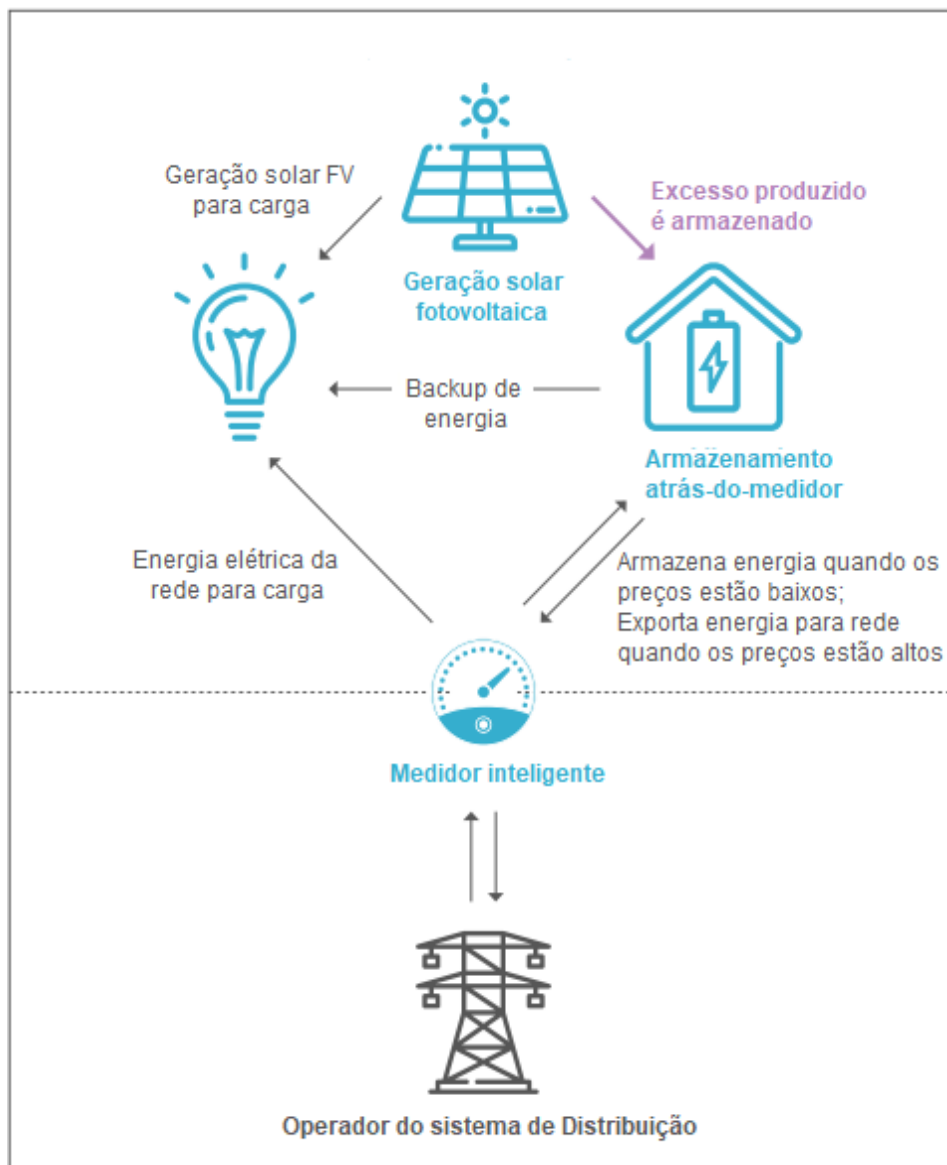 Geração solar FV
para carga
Excesso produzido
é armazenado
Geração solar
fotovoltaica
Backup de
energia
Armazenamento
atrás-do-medidor
Energia elétrica da
rede para carga
Armazena energia quando os
preços estão baixos;
Exporta energia para rede
quando os preços estão altos
Medidor inteligente
Operador do sistema de Distribuição